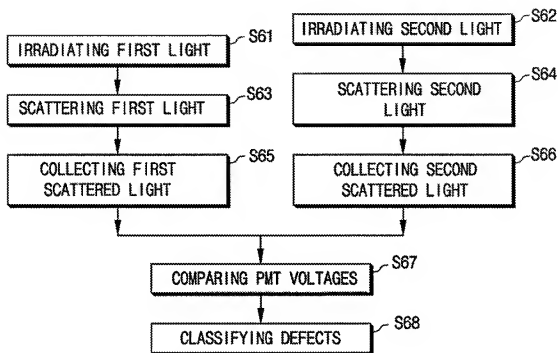 S61
IRRADIATING FIRST LIGHT
S62
IRRADIATING SECOND LIGHT
S63
SCATTERING FIRST LIGHT
S64
SCATTERING SECOND
LIGHT
S65
COLLECTING FIRST
SCATTERED LIGHT
S66
COLLECTING SECOND
SCATTERED LIGHT
S67
COMPARING PMT VOLTAGES
S68
CLASSIFYING DEFECTS